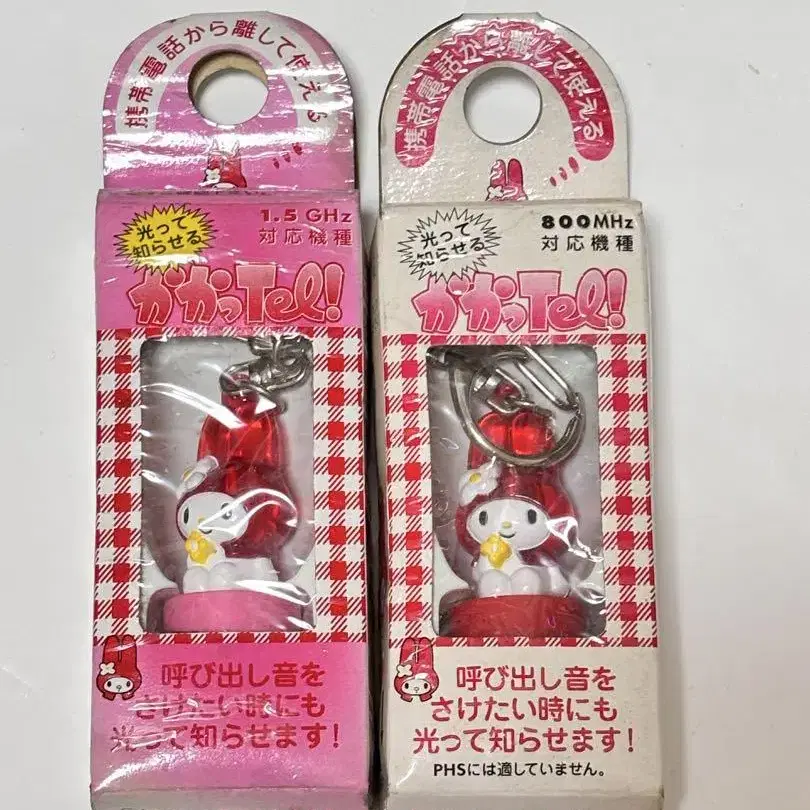 携帯電話から離して使える
光って
知らせる
1.5 GHz
対応機種
かかっTel!
呼び出し音を
さけたい時にも
光って知らせます!
携帯電話から離して使える
光って
知らせる
800MHz
対応機種
かかっTel!
呼び出し音を
さけたい時にも
光って知らせます!
PHSには適していません。